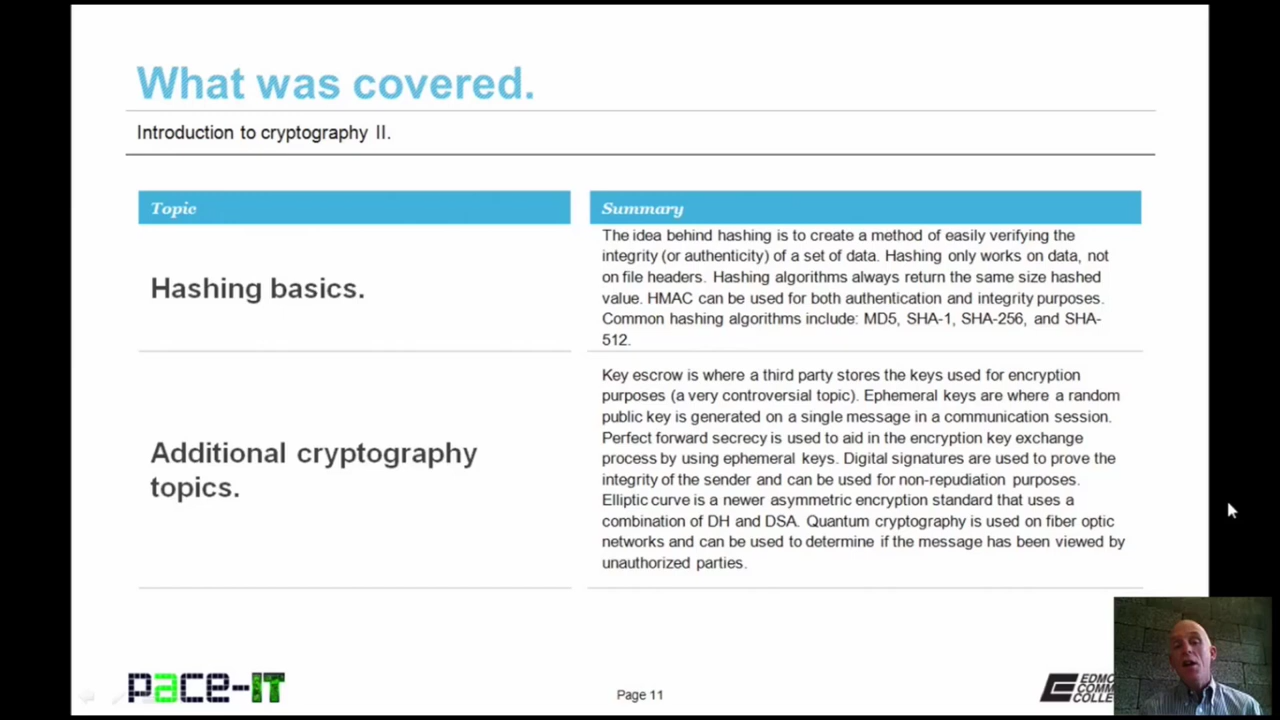 What was covered.
Introduction to cryptography II.
Topic
Summary
Hashing basics.
The idea behind hashing is to create a method of easily verifying the
integrity (or authenticity) of a set of data. Hashing only works on data, not
on file headers. Hashing algorithms always return the same size hashed
value. HMAC can be used for both authentication and integrity purposes.
Common hashing algorithms include: MD5, SHA-1, SHA-256, and SHA-
512.
Additional cryptography
topics.
Key escrow is where a third party stores the keys used for encryption
purposes (a very controversial topic). Ephemeral keys are where a random
public key is generated on a single message in a communication session.
Perfect forward secrecy is used to aid in the encryption key exchange
process by using ephemeral keys. Digital signatures are used to prove the
integrity of the sender and can be used for non-repudiation purposes.
Elliptic curve is a newer asymmetric encryption standard that uses a
combination of DH and DSA. Quantum cryptography is used on fiber optic
networks and can be used to determine if the message has been viewed by
unauthorized parties.
pace-IT
Page 11